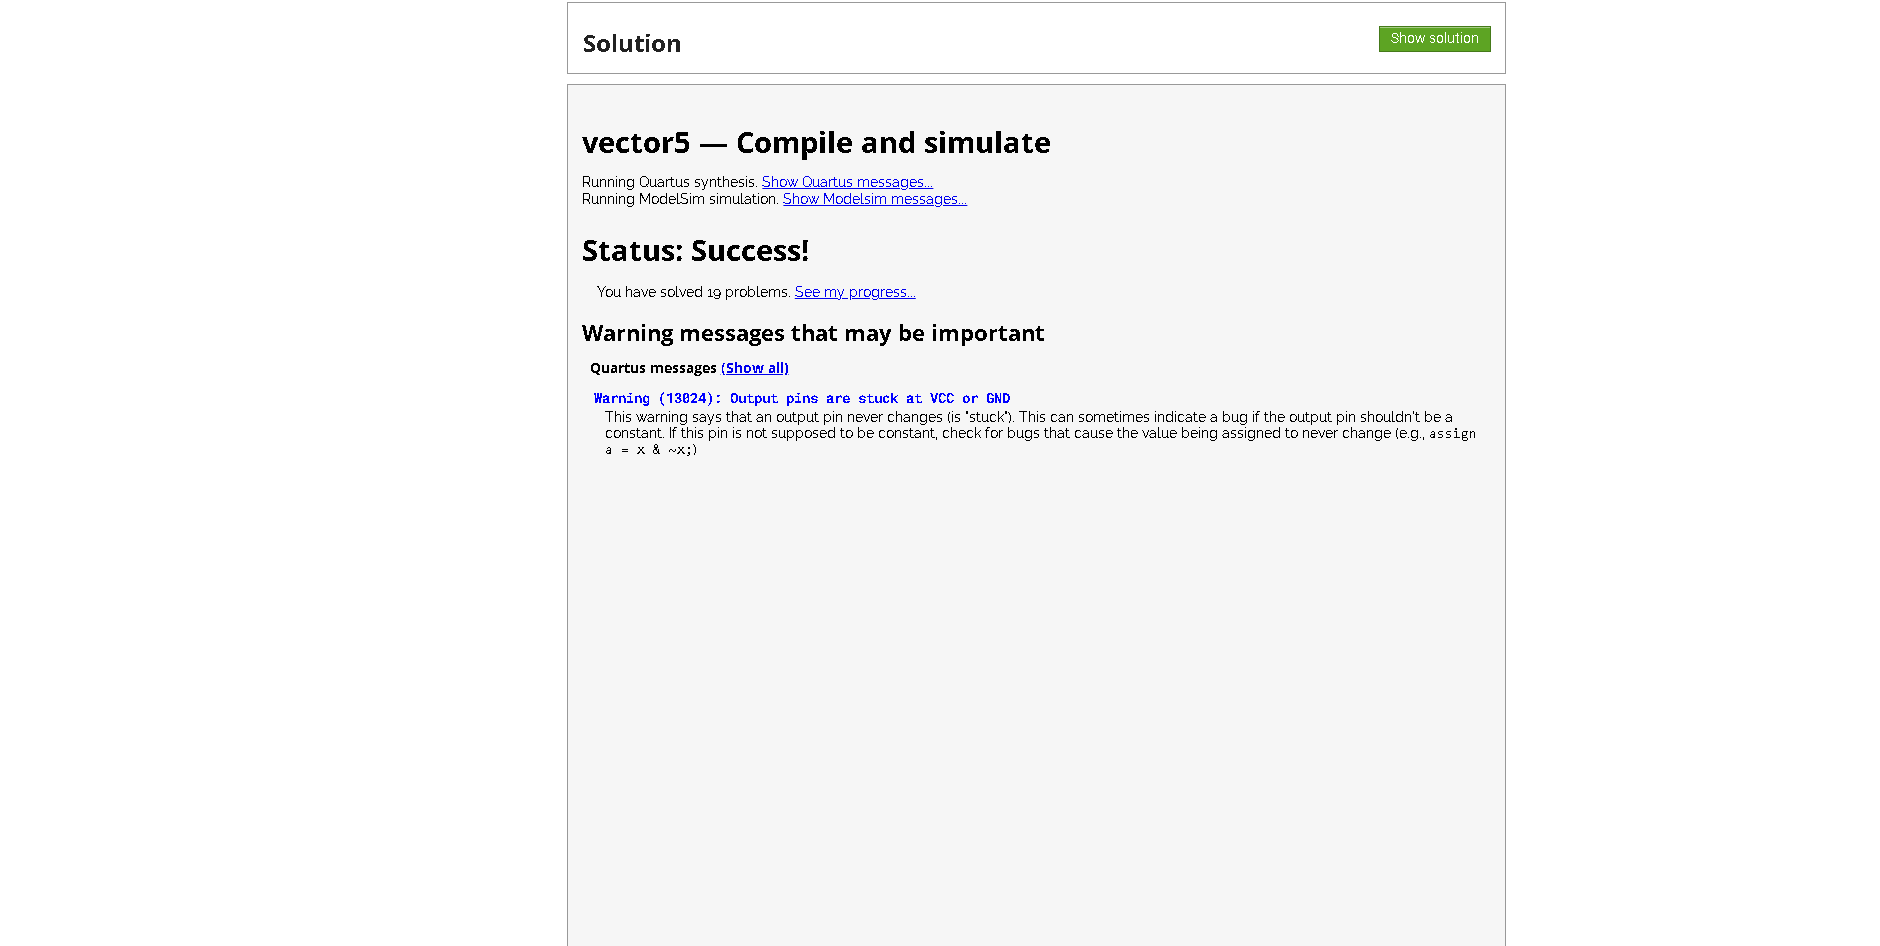 Solution
Show solution
vector5 — Compile and simulate
Running Quartus synthesis. Show Quartus messages...
Running ModelSim simulation. Show Modelsim messages...
Status: Success!
You have solved 19 problems. See my progress...
Warning messages that may be important
Quartus messages (Show all)
Warning (13024): Output pins are stuck at VCC or GND
This warning says that an output pin never changes (is "stuck"). This can sometimes indicate a bug if the output pin shouldn't be a
constant. If this pin is not supposed to be constant, check for bugs that cause the value being assigned to never change (e.g., assign
a = x & ~x;)